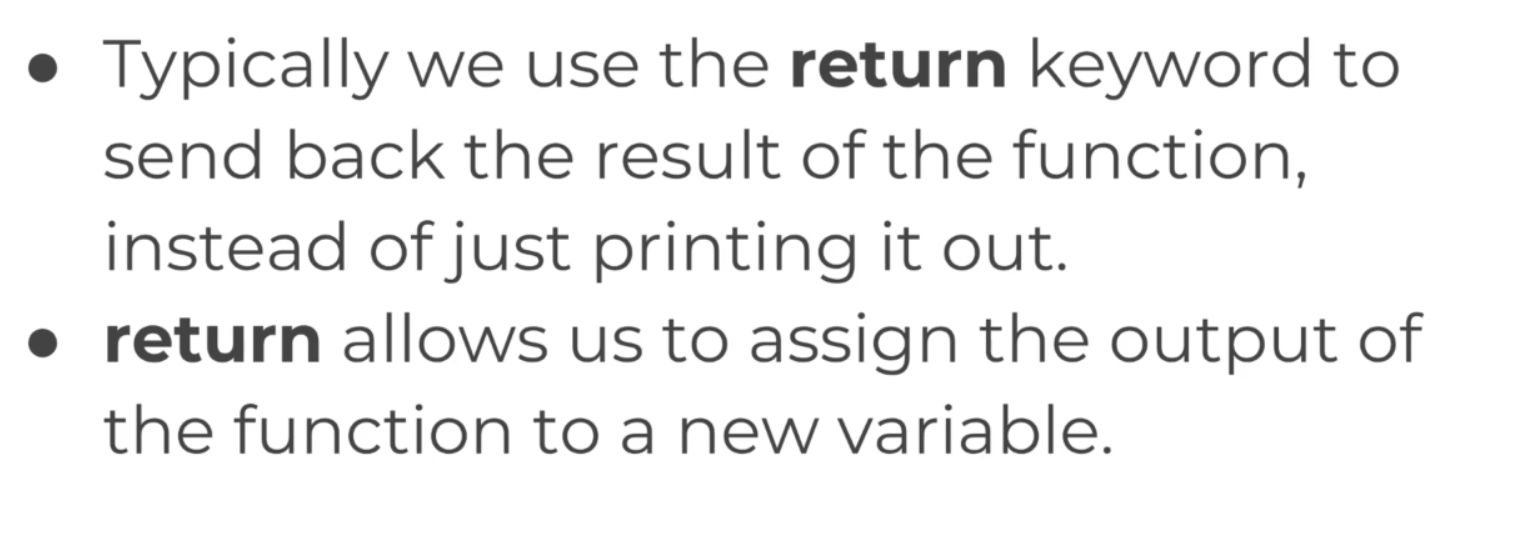 ● Typically we use the return keyword to
send back the result of the function,
instead of just printing it out.
● return allows us to assign the output of
the function to a new variable.